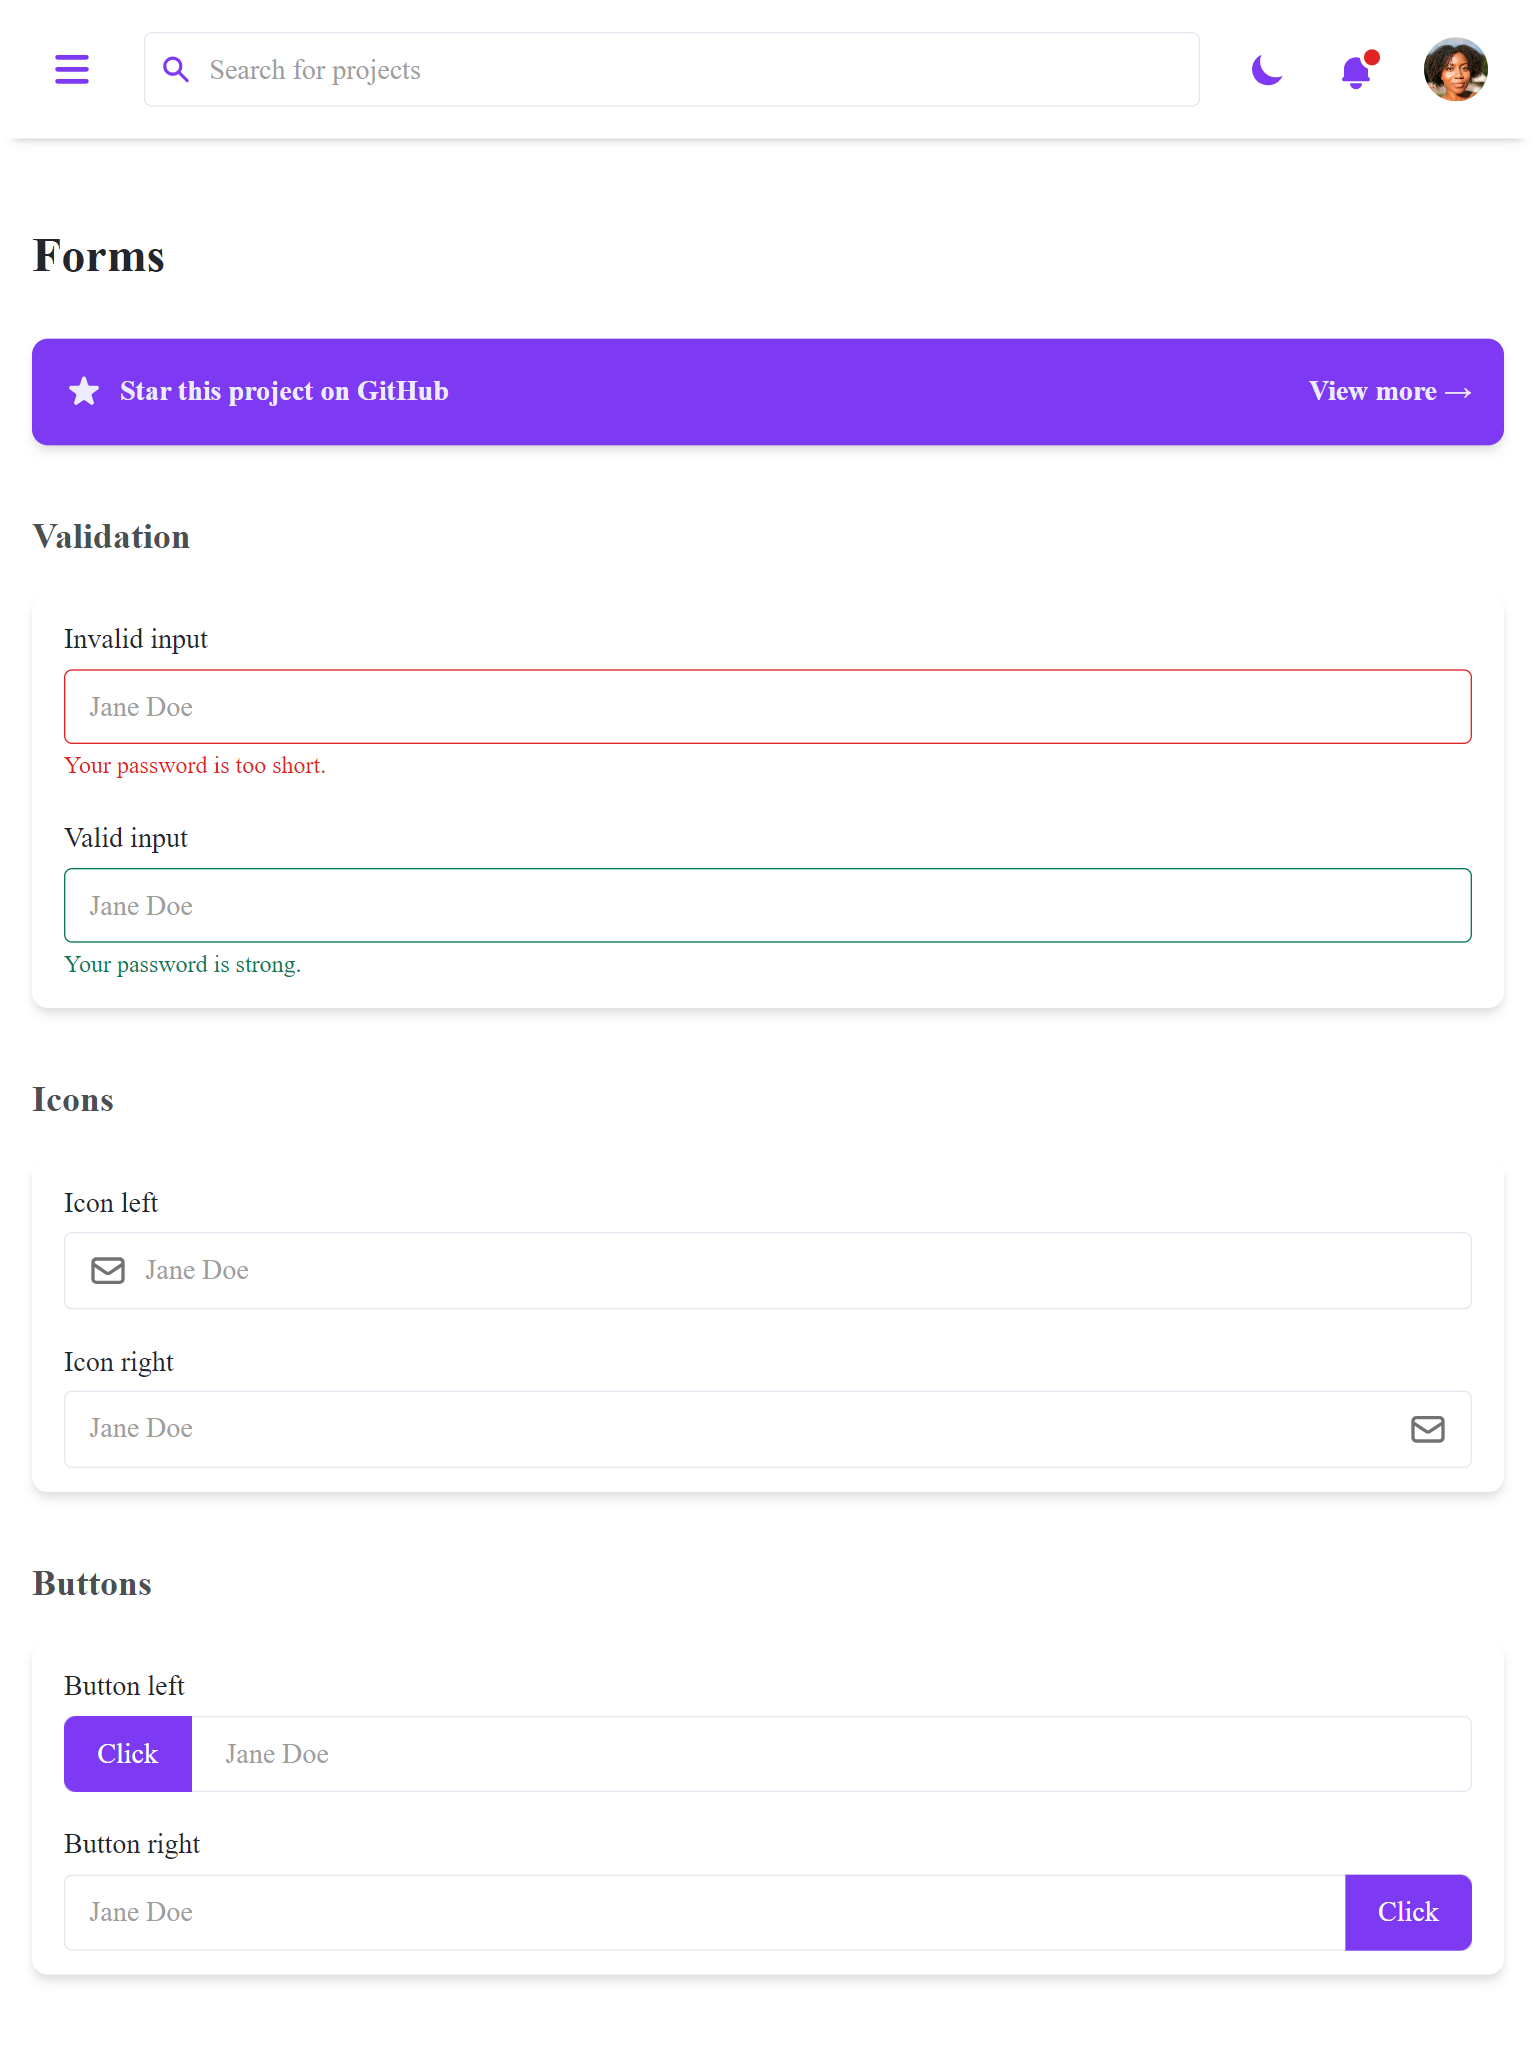 Search for projects
Forms
Star this project on GitHub
View more →
Validation
Invalid input
Jane Doe
Your password is too short.
Valid input
Jane Doe
Your password is strong.
Icons
Icon left
Jane Doe
Icon right
Jane Doe
Buttons
Button left
Click
Jane Doe
Button right
Jane Doe
Click